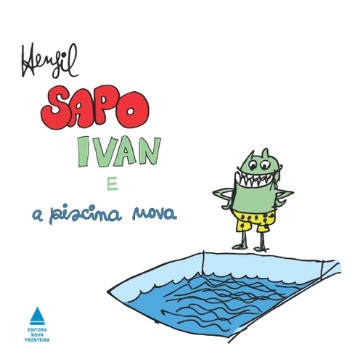 Henfil
SAPO
IVAN
E
a piscina nova
EDITORA
NOVA
FRONTEIRA